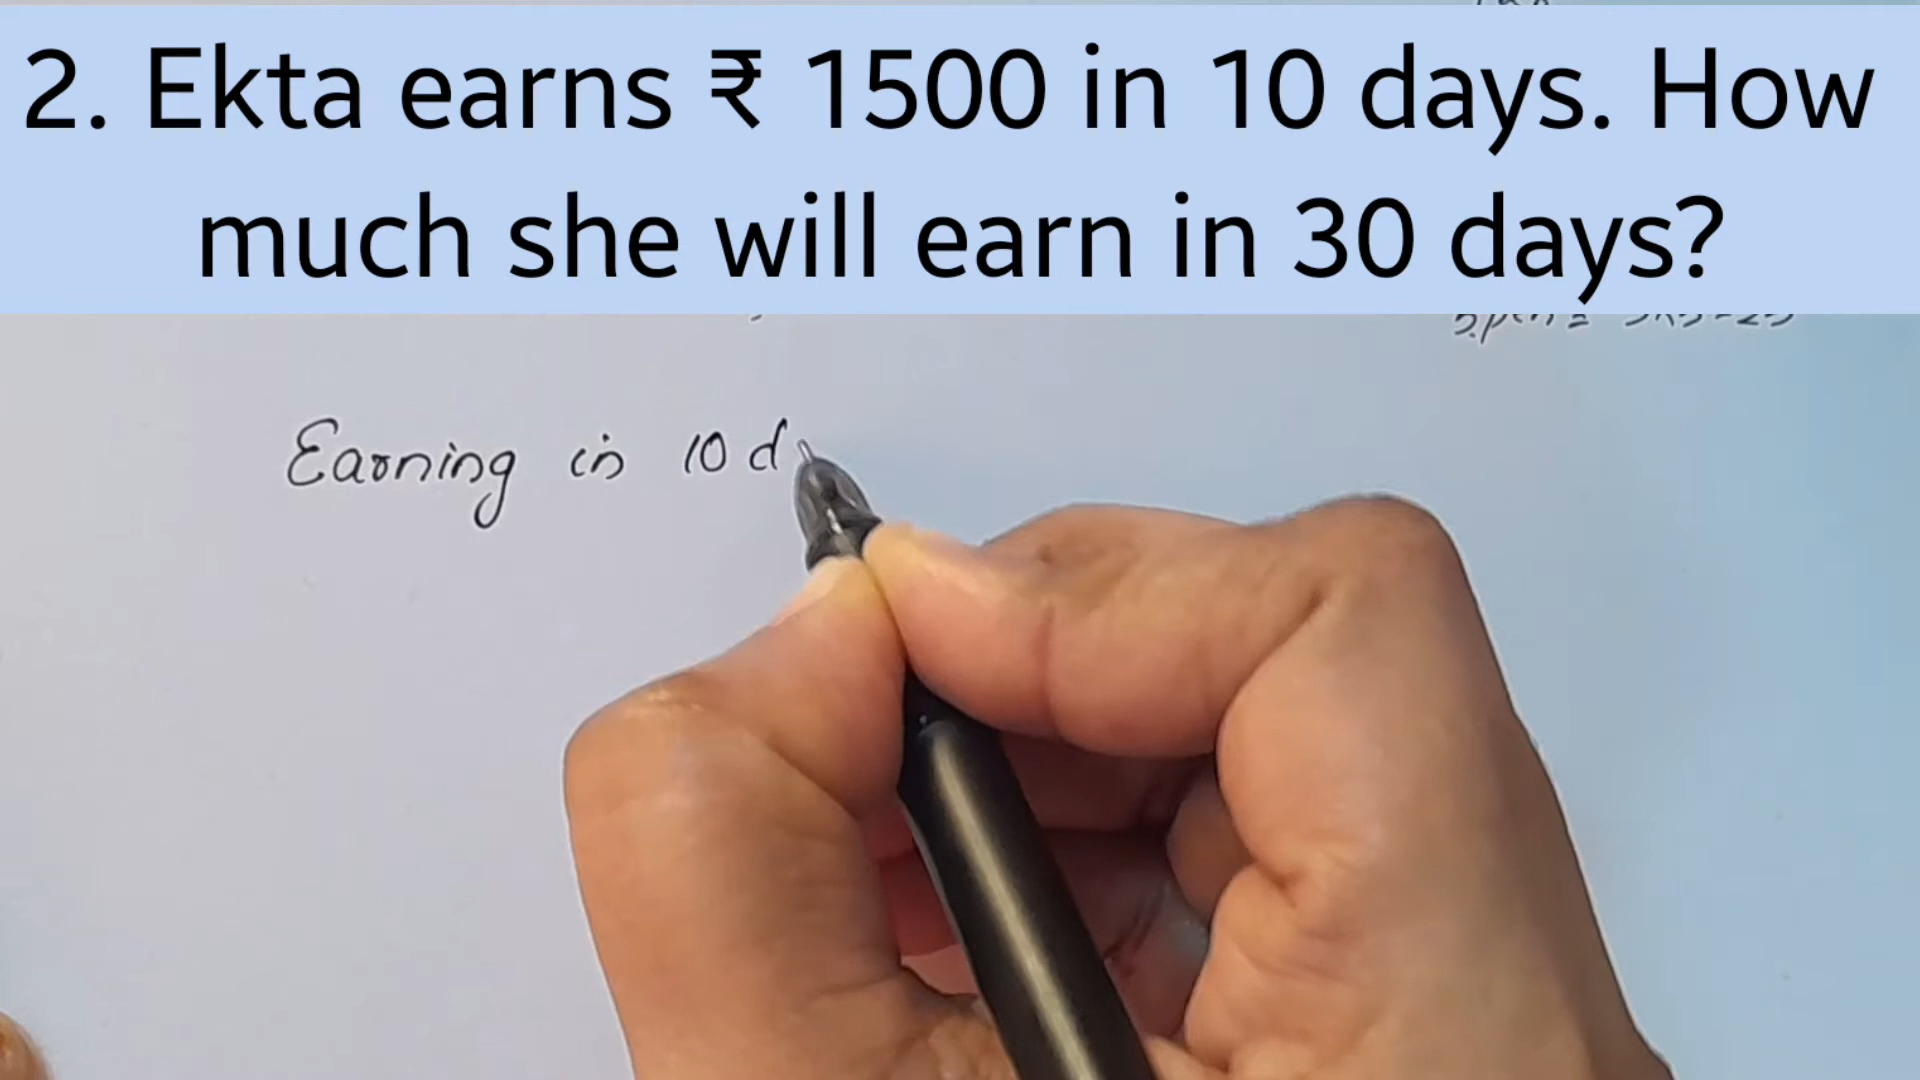 2. Ekta earns ₹ 1500 in 10 days. How
much she will earn in 30 days?
Earning in 10 d